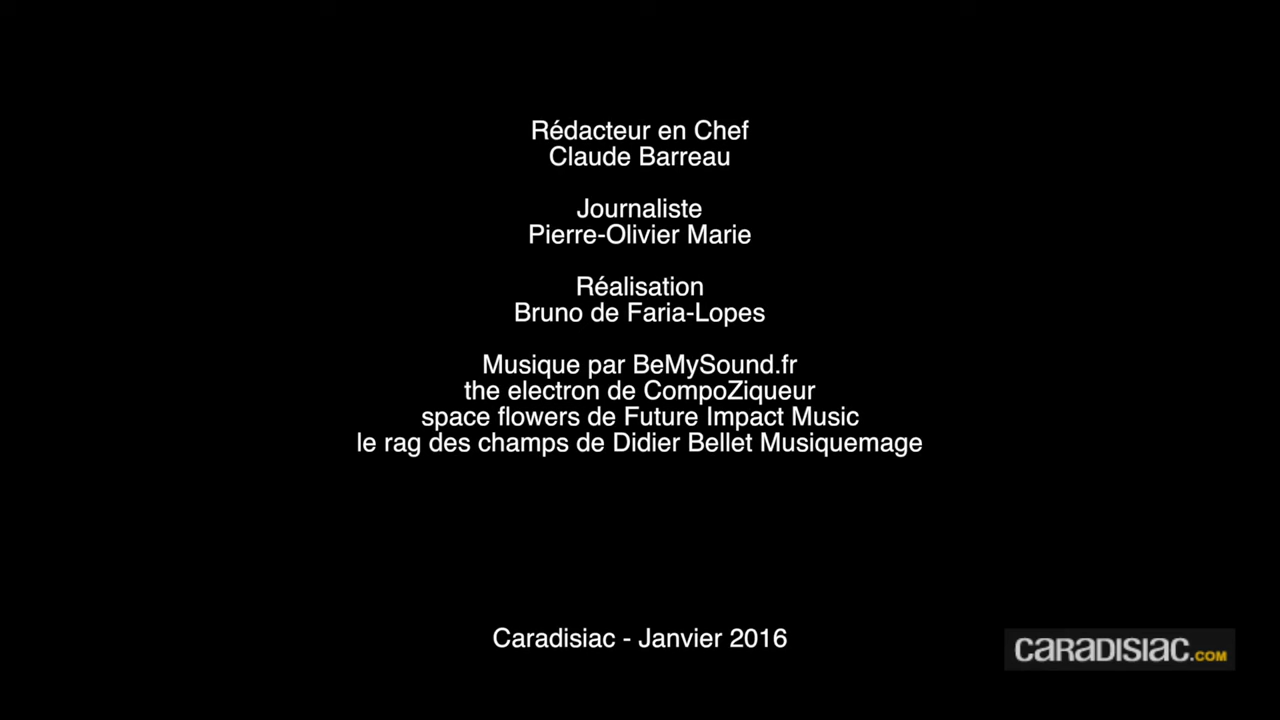 Rédacteur en Chef
Claude Barreau
Journaliste
Pierre-Olivier Marie
Réalisation
Bruno de Faria-Lopes
Musique par BeMySound.fr
the electron de CompoZiqueur
space flowers de Future Impact Music
le rag des champs de Didier Bellet Musiquemage
Caradisiac - Janvier 2016
CARADISIAC.COM